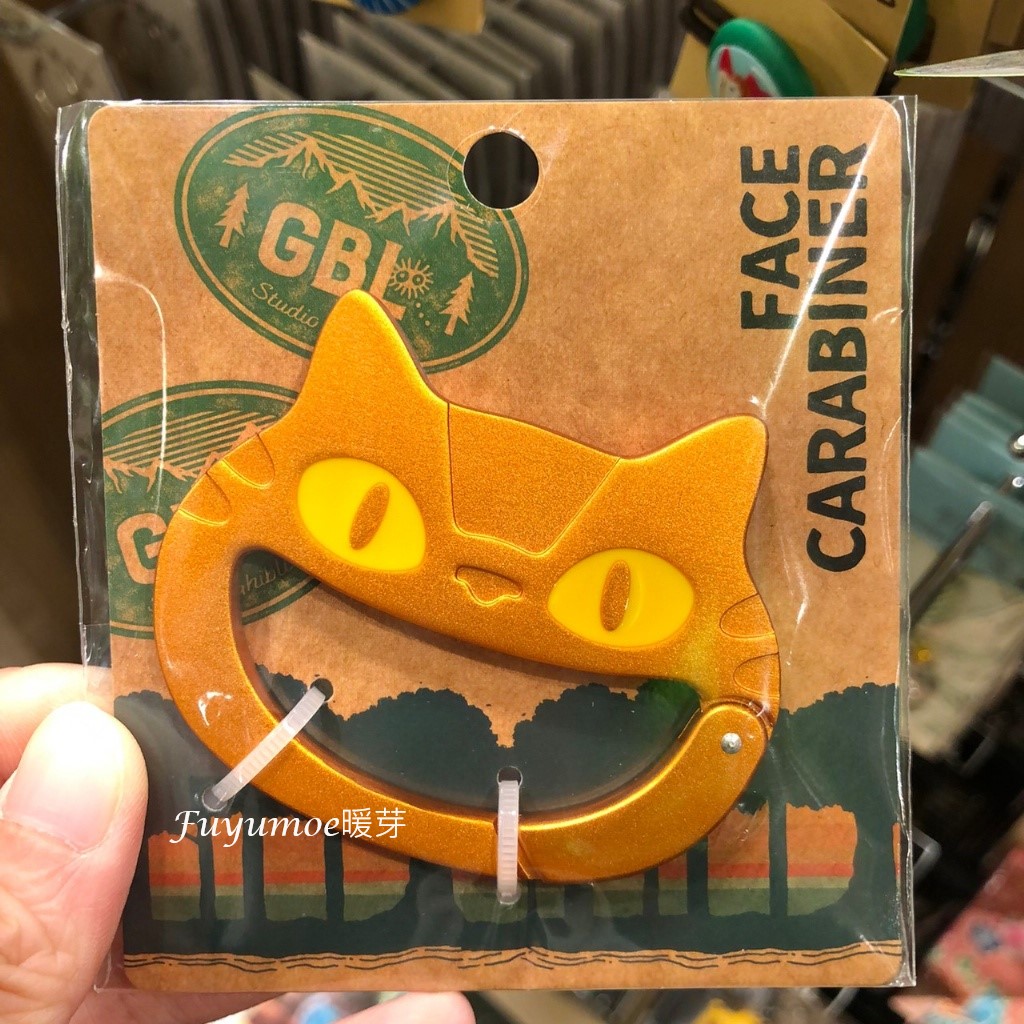 GBL
Studio
FACE
CARABINER
Fuyumoe暖芽